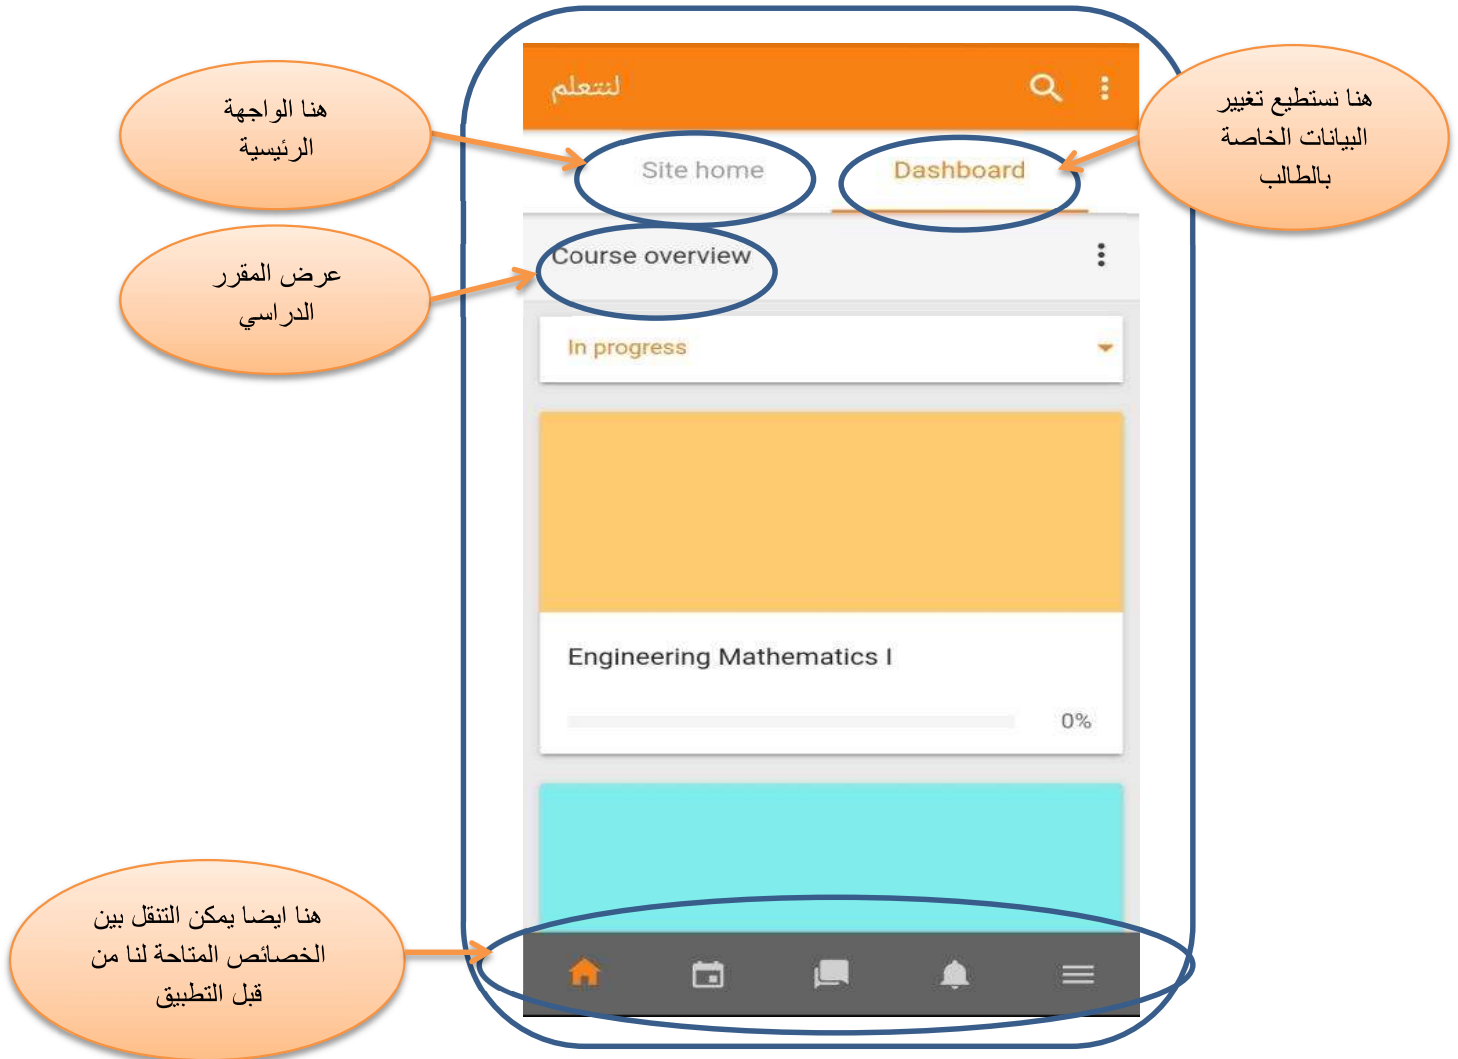 لنتعلم
هنا الواجهة
الرئيسية
هنا نستطيع تغيير
البيانات الخاصة
بالطالب
Site home
Dashboard
Course overview
عرض المقرر
الدراسي
In progress
Engineering Mathematics I
0%
هنا ايضا يمكن التنقل بين
الخصائص المتاحة لنا من
قبل التطبيق